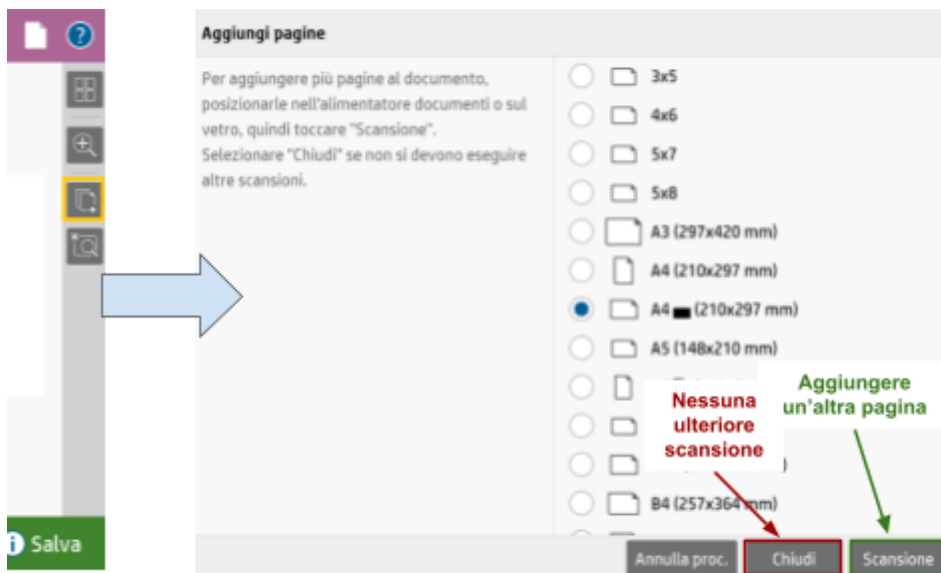 Aggiungi pagine
Per aggiungere più pagine al documento,
posizionarle nell'alimentatore documenti o sul
vetro, quindi toccare "Scansione".
Selezionare "Chiudi" se non si devono eseguire
altre scansioni.
3x5
4x6
5x7
5x8
A3 (297x420 mm)
A4 (210x297 mm)
A4 (210x297 mm)
A5 (148x210 mm)
Nessuna
ulteriore
scansione
Aggiungere
un'altra pagina
B4 (257x364 mm)
Salva
Annulla proc.
Chiudi
Scansione